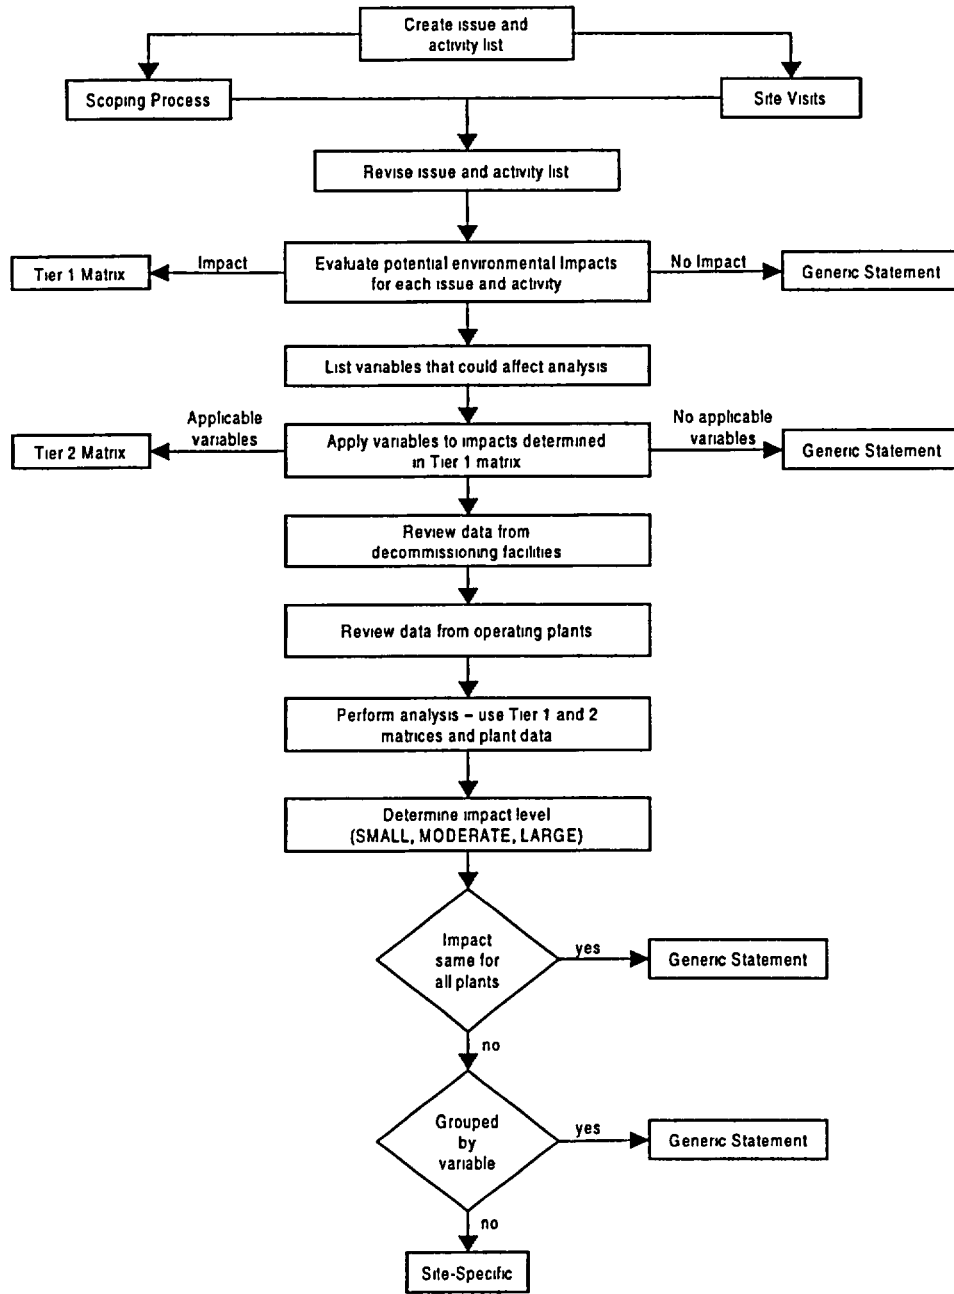 Create issue and
activity list
Scoping Process
Site Visits
Revise issue and activity list
Tier 1 Matrix
Impact
Evaluate potential environmental Impacts
for each issue and activity
No Impact
Generic Statement
List variables that could affect analysis
Applicable
variables
Tier 2 Matrix
Apply variables to impacts determined
in Tier 1 matrix
No applicable
variables
Generic Statement
Review data from
decommissioning facilities
Review data from operating plants
Perform analysis – use Tier 1 and 2
matrices and plant data
Determine impact level
(SMALL, MODERATE, LARGE)
Impact
same for
all plants
yes
Generic Statement
no
Grouped
by
variable
yes
Generic Statement
no
Site-Specific